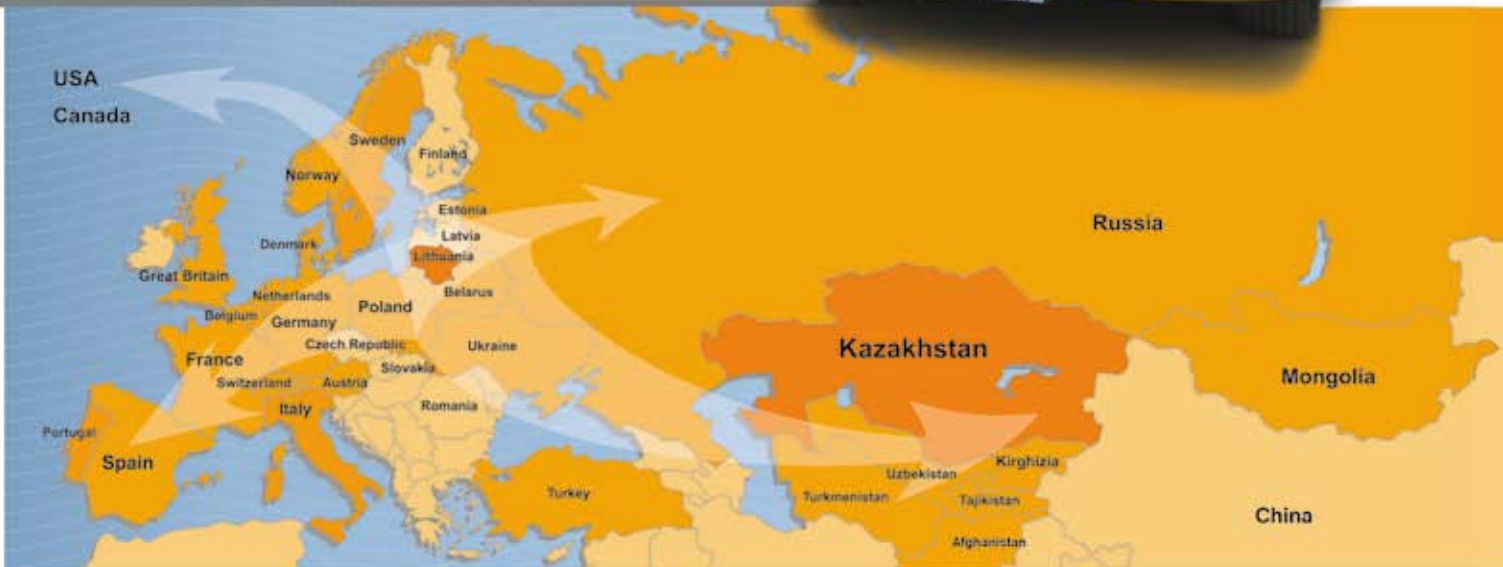 USA
Canada
Sweden
Finland
Norway
Estonia
Russia
Latvia
Denmark
Lithuania
Great Britain
Belarus
Netherlands
Poland
Belgium
Germany
Czech Republic
Ukraine
Kazakhstan
France
Slovakia
Switzerland
Austria
Mongolia
Italy
Romania
Portugal
Spain
Kirghizia
Uzbekistan
Turkey
Turkmenistan
Tajikistan
China
Afghanistan